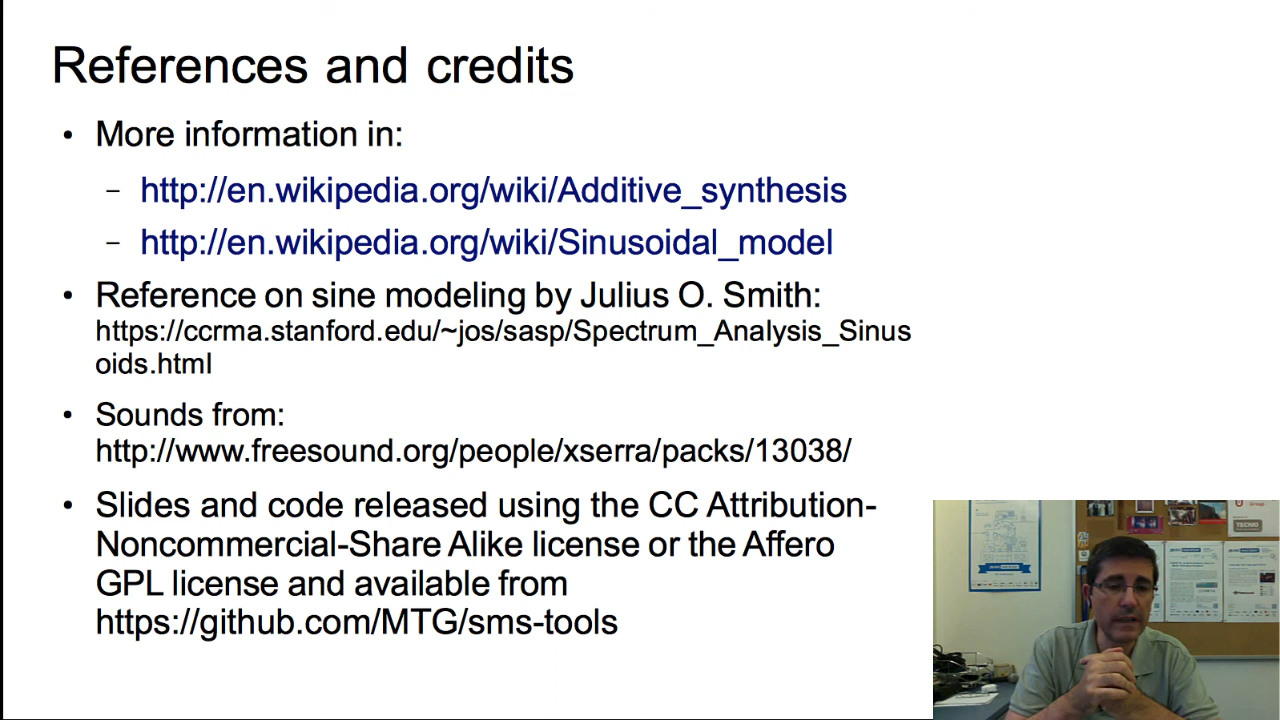 References and credits
• More information in:
– http://en.wikipedia.org/wiki/Additive_synthesis
– http://en.wikipedia.org/wiki/Sinusoidal_model
• Reference on sine modeling by Julius O. Smith:
https://ccrma.stanford.edu/~jos/sasp/Spectrum_Analysis_Sinus
oids.html
• Sounds from:
http://www.freesound.org/people/xserra/packs/13038/
• Slides and code released using the CC Attribution-
Noncommercial-Share Alike license or the Affero
GPL license and available from
https://github.com/MTG/sms-tools
Group
TECNIO